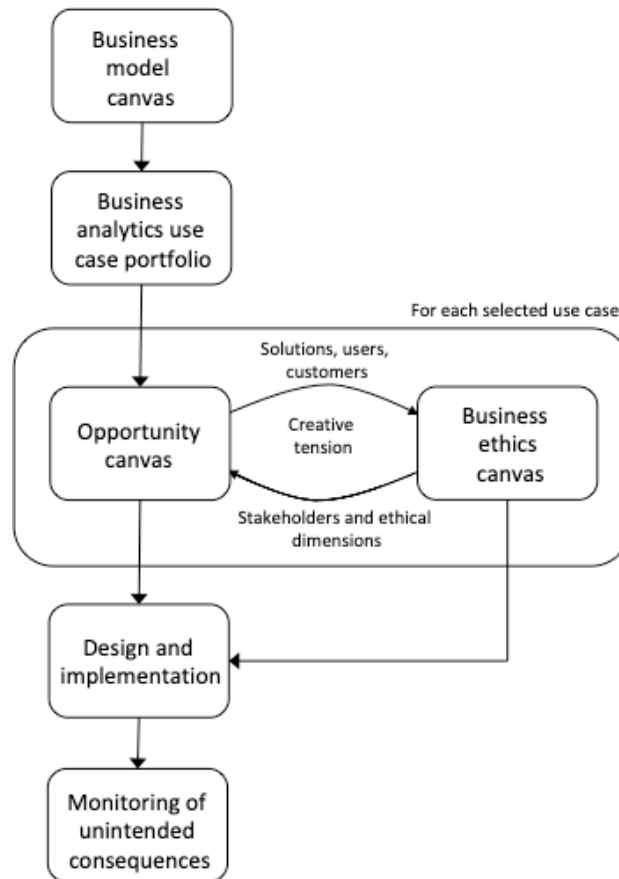 Business
model
canvas
Business
analytics use
case portfolio
For each selected use case
Solutions, users,
customers
Opportunity
canvas
Creative
tension
Business
ethics
canvas
Stakeholders and ethical
dimensions
Design and
implementation
Monitoring of
unintended
consequences